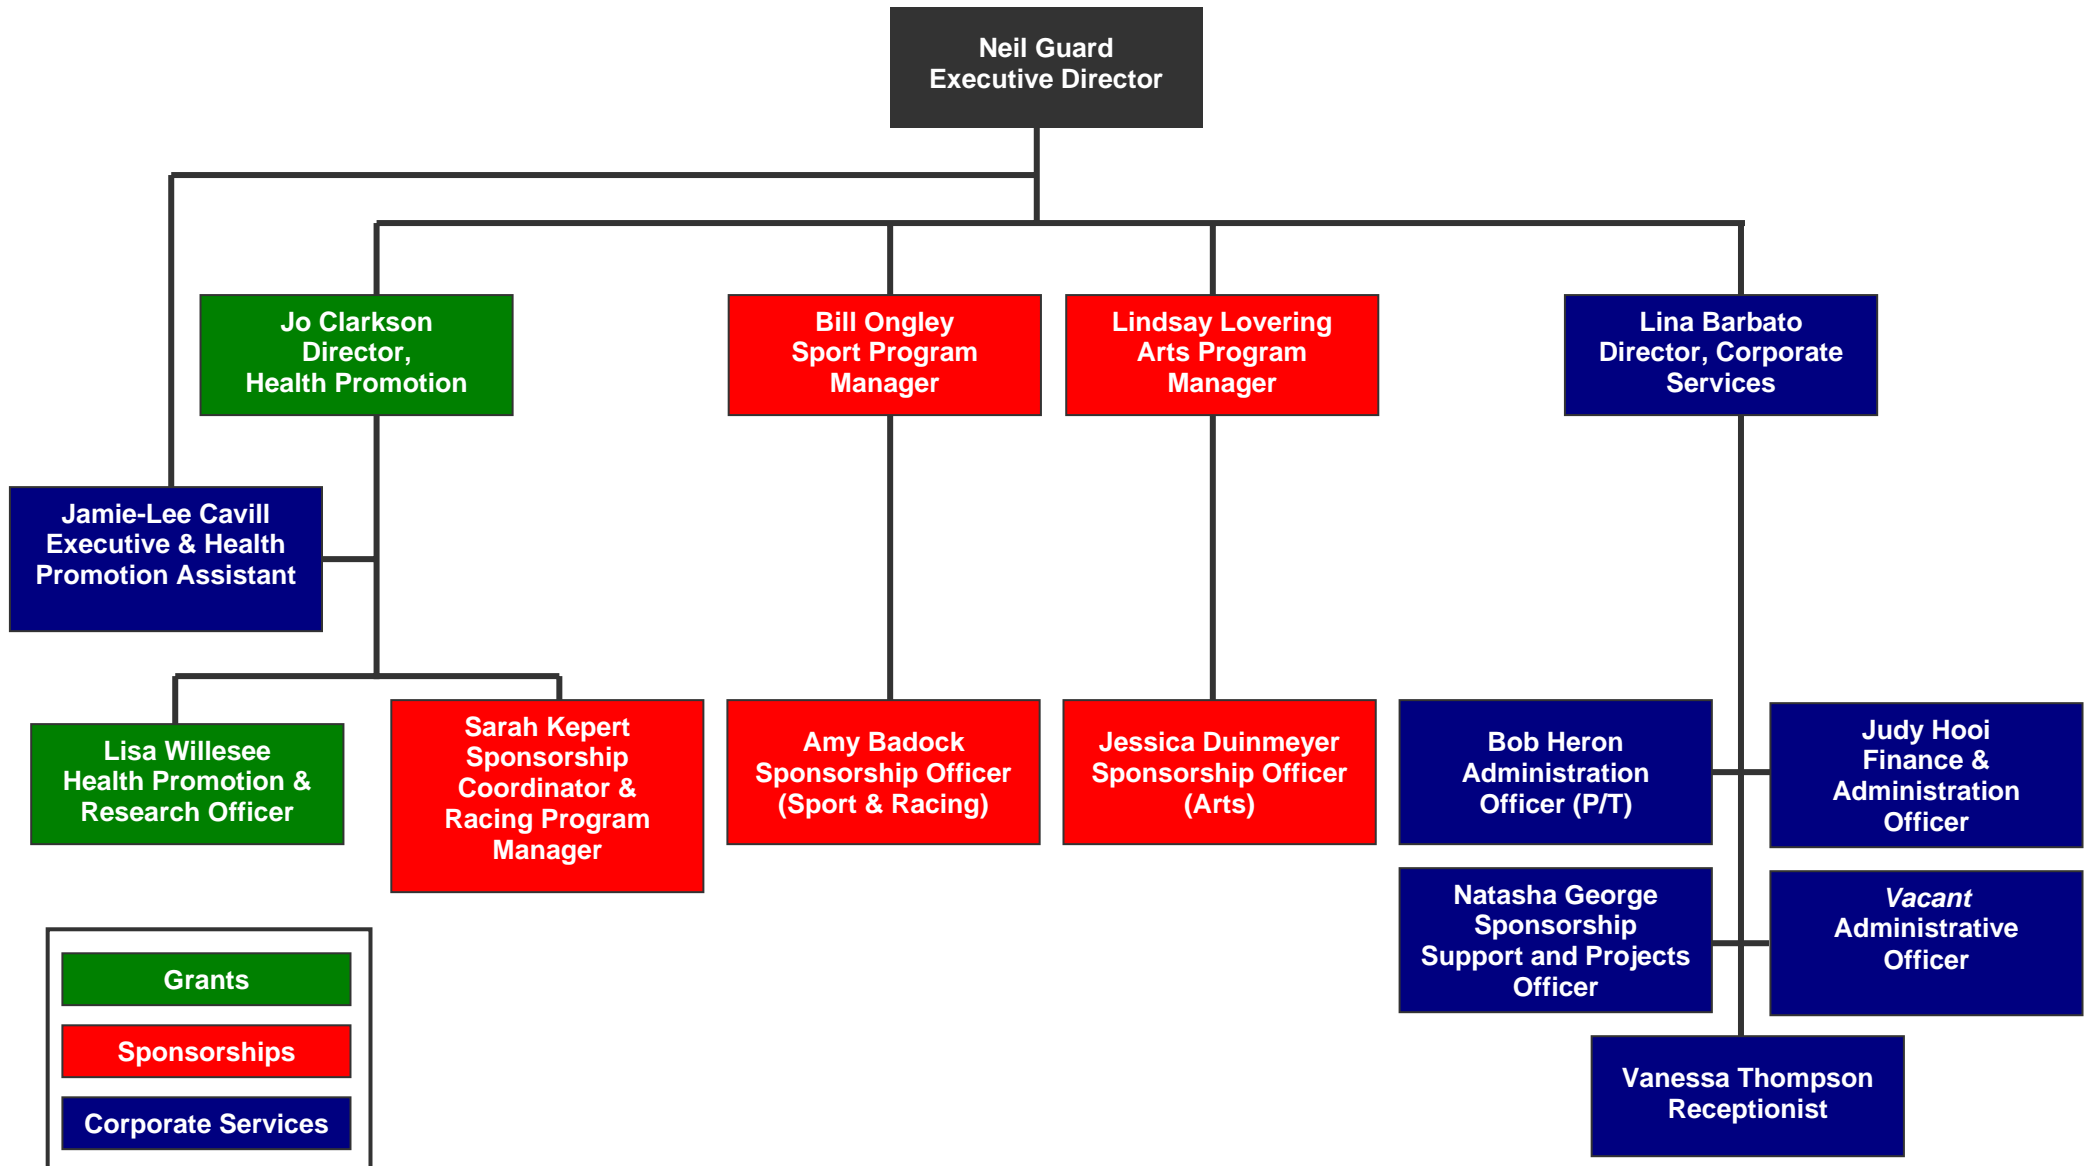 Neil Guard
Executive Director
Jo Clarkson
Director,
Health Promotion
Bill Ongley
Sport Program
Manager
Lindsay Lovering
Arts Program
Manager
Lina Barbato
Director, Corporate
Services
Jamie-Lee Cavill
Executive & Health
Promotion Assistant
Lisa Willesee
Health Promotion &
Research Officer
Sarah Kepert
Sponsorship
Coordinator &
Racing Program
Manager
Amy Badock
Sponsorship Officer
(Sport & Racing)
Jessica Duinmeyer
Sponsorship Officer
(Arts)
Bob Heron
Administration
Officer (P/T)
Judy Hooi
Finance &
Administration
Officer
Natasha George
Sponsorship
Support and Projects
Officer
Vacant
Administrative
Officer
Vanessa Thompson
Receptionist
Grants
Sponsorships
Corporate Services